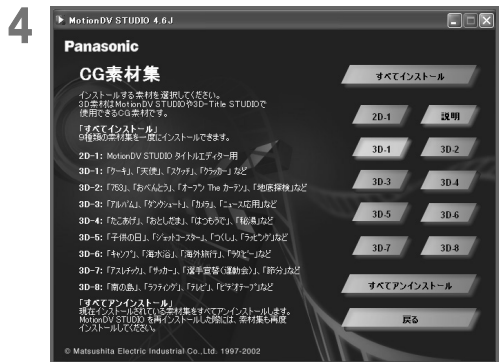 4
MotionDV STUDIO 4.6J
Panasonic
CG素材集
インストールする素材を選択してください。
3D素材はMotionDV STUDIOや3D-Title STUDIOで
使用できるCG素材です。
「すべてインストール」
9種類の素材集を一度にインストールできます。
2D-1: MotionDV STUDIO タイトルエディター用
3D-1: 「ケーキ」、「天使」、「スケッチ」、「クラッカー」 など
3D-2: 「753」、「おべんとう」、「オープン The カーテン」、「地底探検」など
3D-3: 「アルバム」、「ダンクシュート」、「カメラ」、「ニュース応用」など
3D-4: 「たこあげ」、「おとしだま」、「はつもうで」、「秘湯」など
3D-5: 「子供の日」、「ジェットコースター」、「つくし」、「ラッピング」など
3D-6: 「キャンプ」、「海水浴」、「海外旅行」、「ラグビー」など
3D-7: 「アスレチック」、「サッカー」、「選手宣誓(運動会)」、「節分」など
3D-8: 「南の島」、「ラフティング」、「テレビ」、「ビデオテープ」など
「すべてアンインストール」
現在インストールされている素材集をすべてアンインストールします。
MotionDV STUDIO を再インストールした際には、素材集も再度
インストールしてください。
すべてインストール
2D-1 説明
3D-1 3D-2
3D-3 3D-4
3D-5 3D-6
3D-7 3D-8
すべてアンインストール
戻る
© Matsushita Electric Industrial Co.,Ltd. 1997-2002